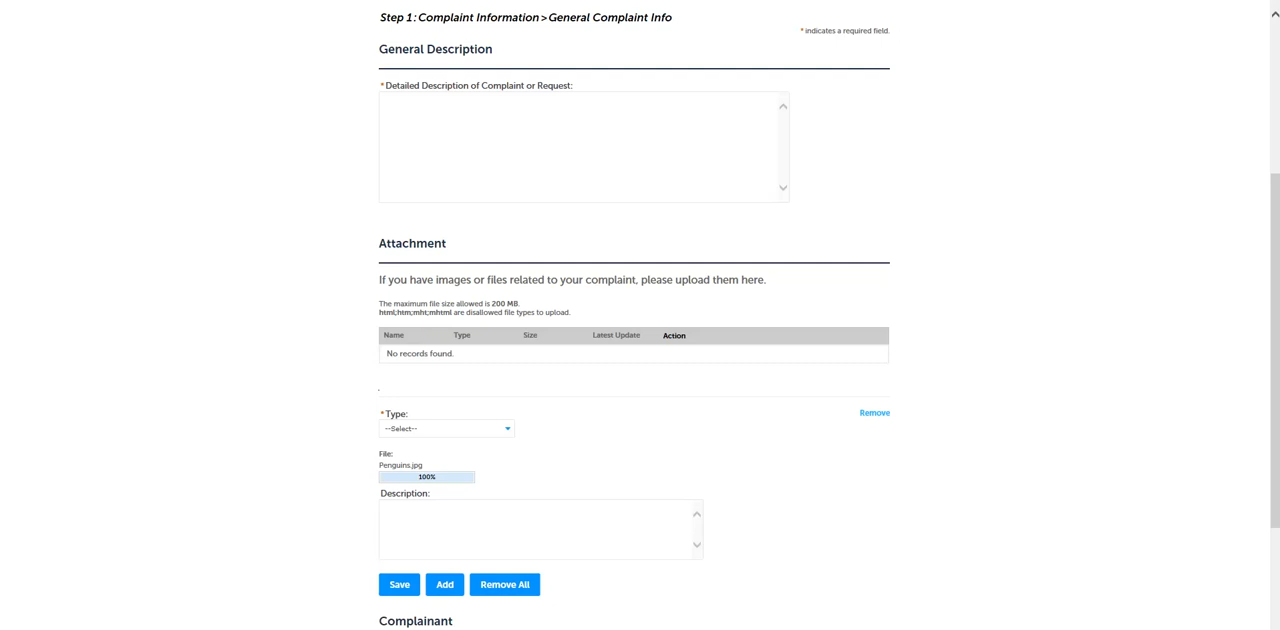 Step 1: Complaint Information > General Complaint Info
* indicates a required field.
General Description
* Detailed Description of Complaint or Request:
Attachment
If you have images or files related to your complaint, please upload them here.
The maximum file size allowed is 200 MB.
html;htm;mht;mhtml are disallowed file types to upload.
Name Type Size Latest Update Action
No records found.
.
* Type: Remove
--Select--
File:
Penguins.jpg
100%
Description:
Save Add Remove All
Complainant